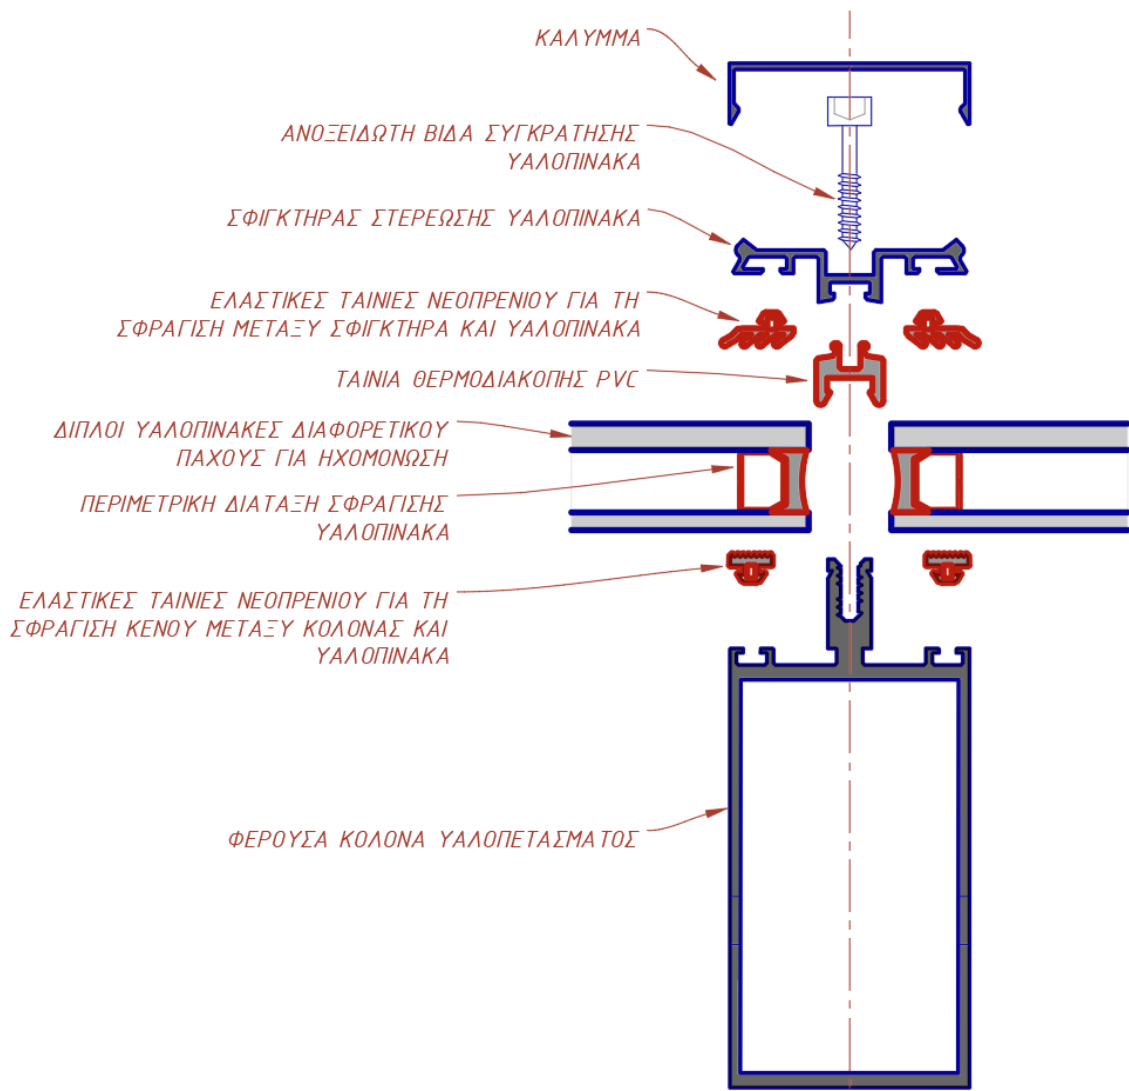 ΚΑΛΥΜΜΑ
ΑΝΟΞΕΙΔΩΤΗ ΒΙΔΑ ΣΥΓΚΡΑΤΗΣΗΣ
ΥΑΛΟΠΙΝΑΚΑ
ΣΦΙΓΚΤΗΡΑΣ ΣΤΕΡΕΩΣΗΣ ΥΑΛΟΠΙΝΑΚΑ
ΕΛΑΣΤΙΚΕΣ ΤΑΙΝΙΕΣ ΝΕΟΠΡΕΝΙΟΥ ΓΙΑ ΤΗ
ΣΦΡΑΓΙΣΗ ΜΕΤΑΞΥ ΣΦΙΓΚΤΗΡΑ ΚΑΙ ΥΑΛΟΠΙΝΑΚΑ
ΤΑΙΝΙΑ ΘΕΡΜΟΔΙΑΚΟΠΗΣ PVC
ΔΙΠΛΟΙ ΥΑΛΟΠΙΝΑΚΕΣ ΔΙΑΦΟΡΕΤΙΚΟΥ
ΠΑΧΟΥΣ ΓΙΑ ΗΧΟΜΟΝΩΣΗ
ΠΕΡΙΜΕΤΡΙΚΗ ΔΙΑΤΑΞΗ ΣΦΡΑΓΙΣΗΣ
ΥΑΛΟΠΙΝΑΚΑ
ΕΛΑΣΤΙΚΕΣ ΤΑΙΝΙΕΣ ΝΕΟΠΡΕΝΙΟΥ ΓΙΑ ΤΗ
ΣΦΡΑΓΙΣΗ ΚΕΝΟΥ ΜΕΤΑΞΥ ΚΟΛΟΝΑΣ ΚΑΙ
ΥΑΛΟΠΙΝΑΚΑ
ΦΕΡΟΥΣΑ ΚΟΛΟΝΑ ΥΑΛΟΠΕΤΑΣΜΑΤΟΣ